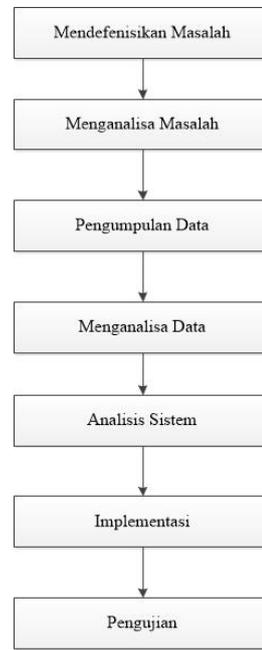 Mendefenisikan Masalah
Menganalisa Masalah
Pengumpulan Data
Menganalisa Data
Analisis Sistem
Implementasi
Pengujian